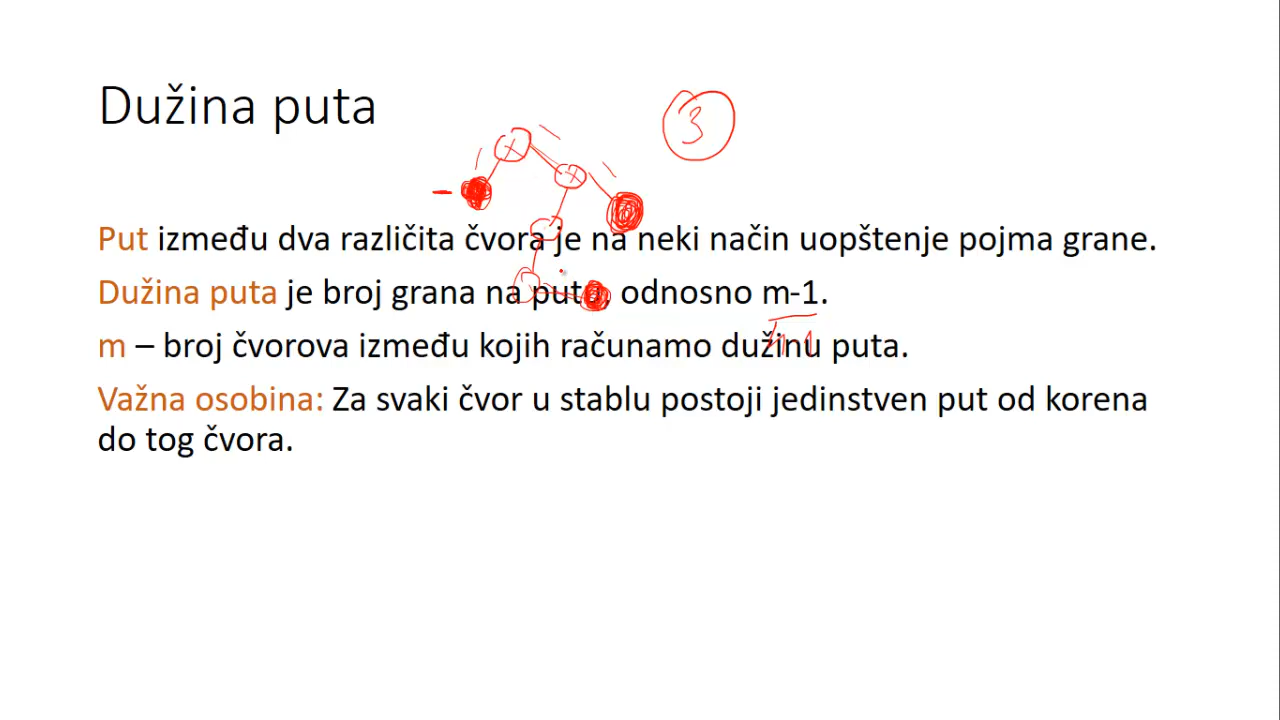 Dužina puta
3
Put između dva različita čvora je na neki način uopštenje pojma grane.
Dužina puta je broj grana na putu, odnosno m-1.
m – broj čvorova između kojih računamo dužinu puta.
Važna osobina: Za svaki čvor u stablu postoji jedinstven put od korena
do tog čvora.